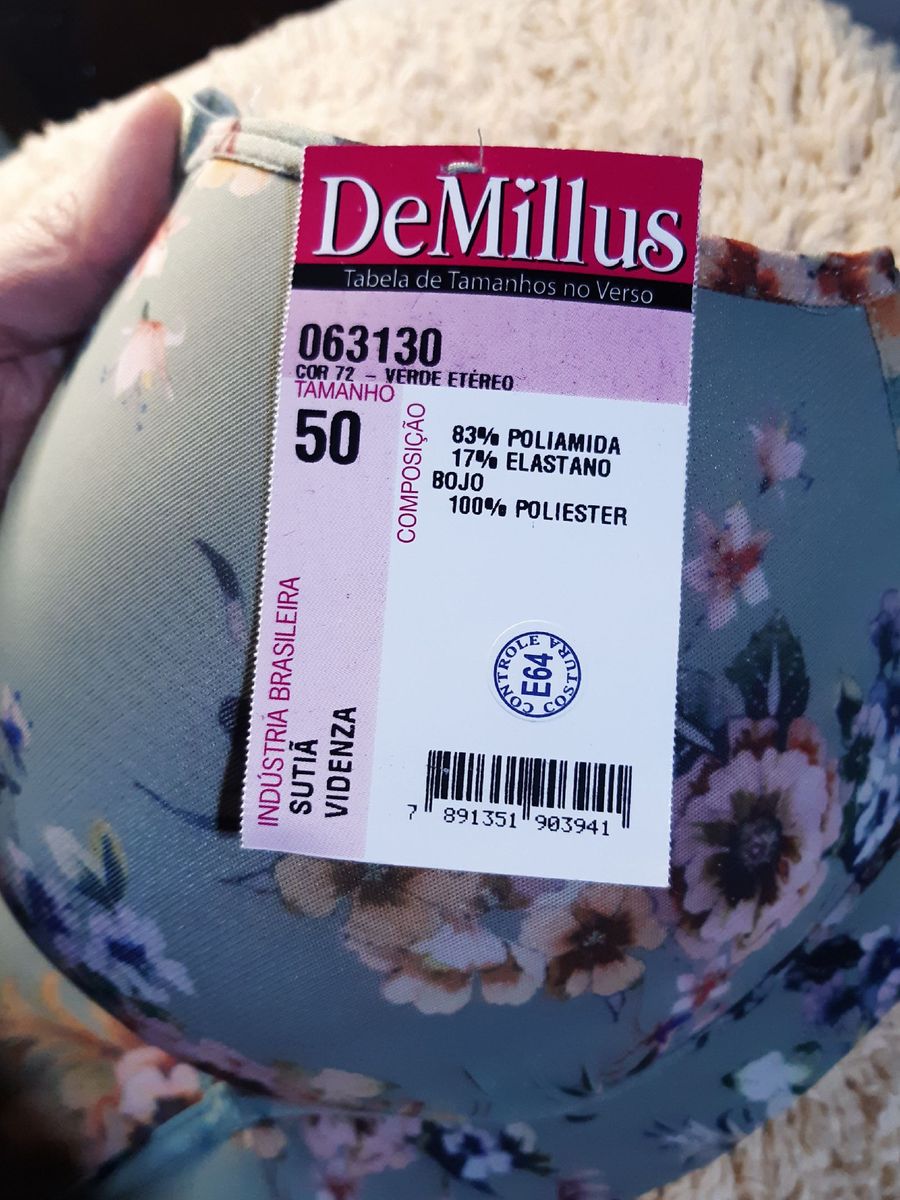 DeMillus
Tabela de Tamanhos no Verso
063130
COR 72 - VERDE ETÉREO
TAMANHO
50
COMPOSIÇÃO
83% POLIAMIDA
17% ELASTANO
BOJO
100% POLIESTER
INDÚSTRIA BRASILEIRA
SUTIÃ
VIDENZA
CONTROLE COSTURA
E64
7 891351 903941